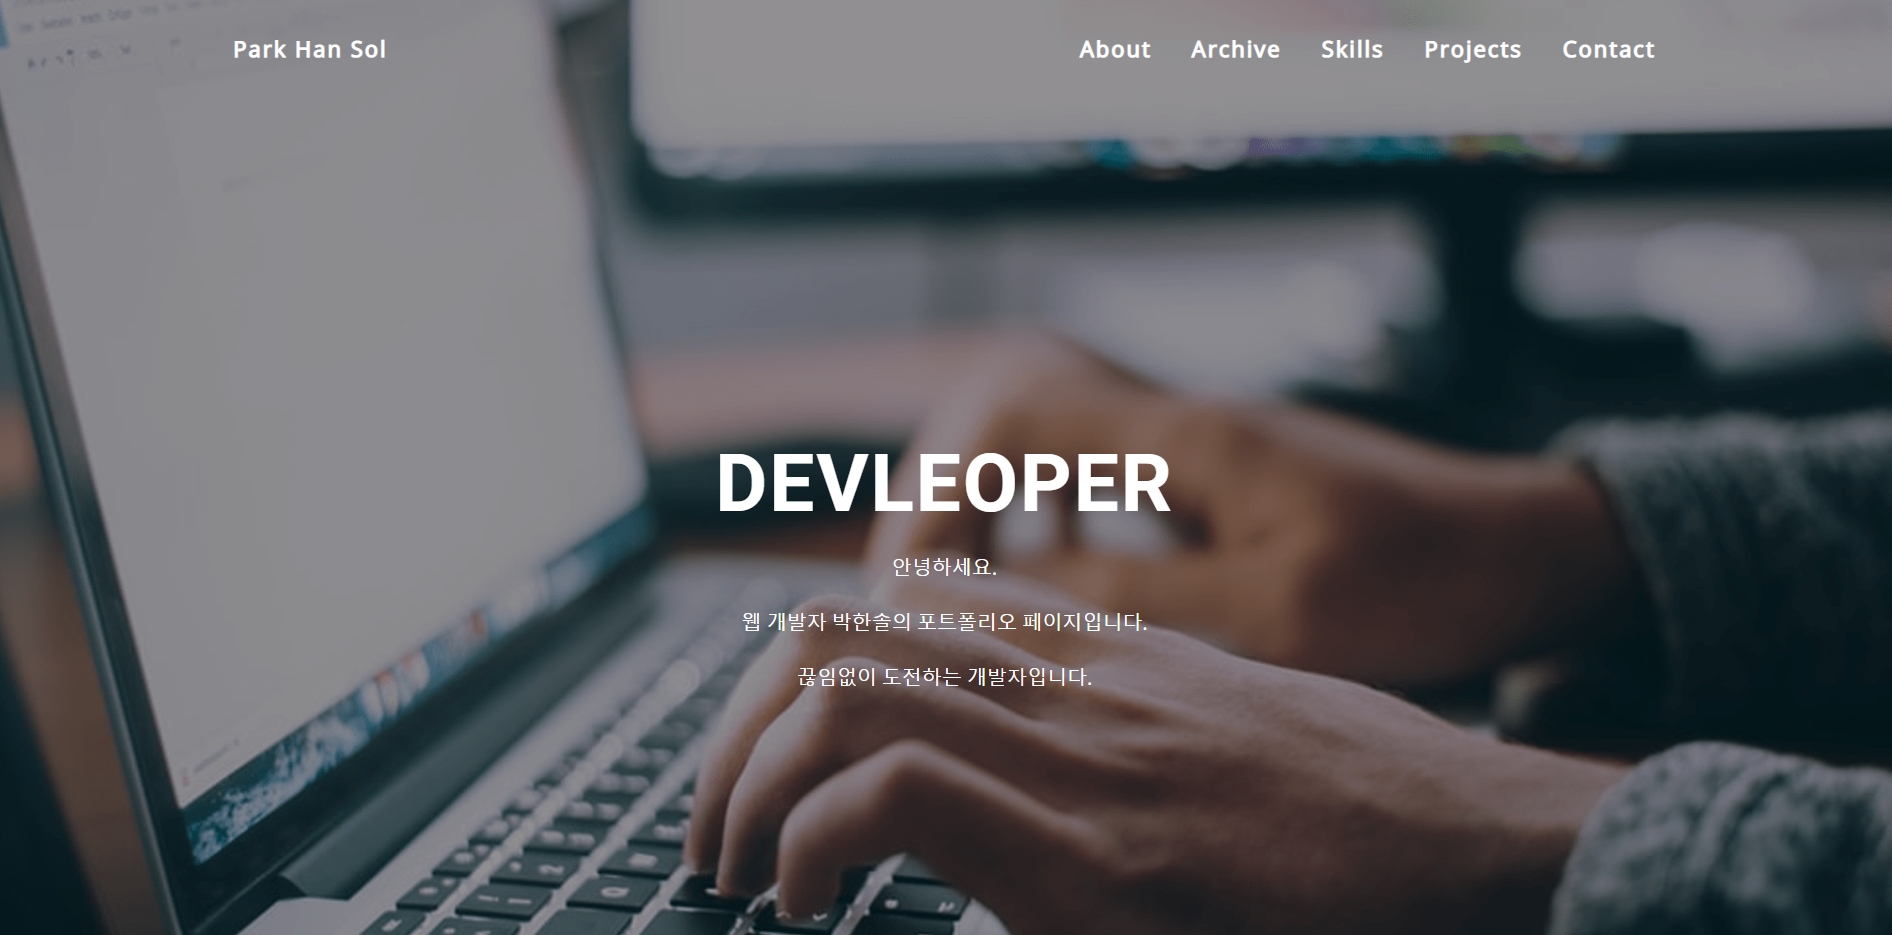 Park Han Sol
About Archive Skills Projects Contact
DEVLEOPER
안녕하세요.
웹 개발자 박한솔의 포트폴리오 페이지입니다.
끊임없이 도전하는 개발자입니다.